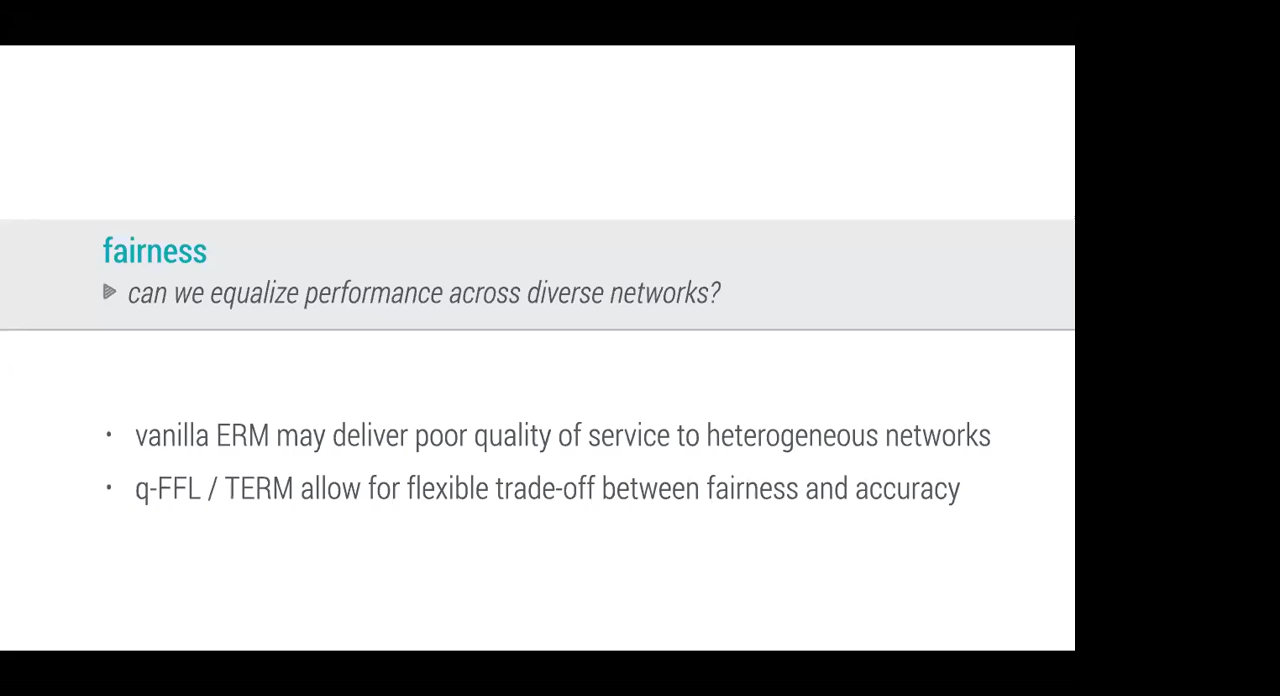 fairness
can we equalize performance across diverse networks?
· vanilla ERM may deliver poor quality of service to heterogeneous networks
· q-FFL / TERM allow for flexible trade-off between fairness and accuracy